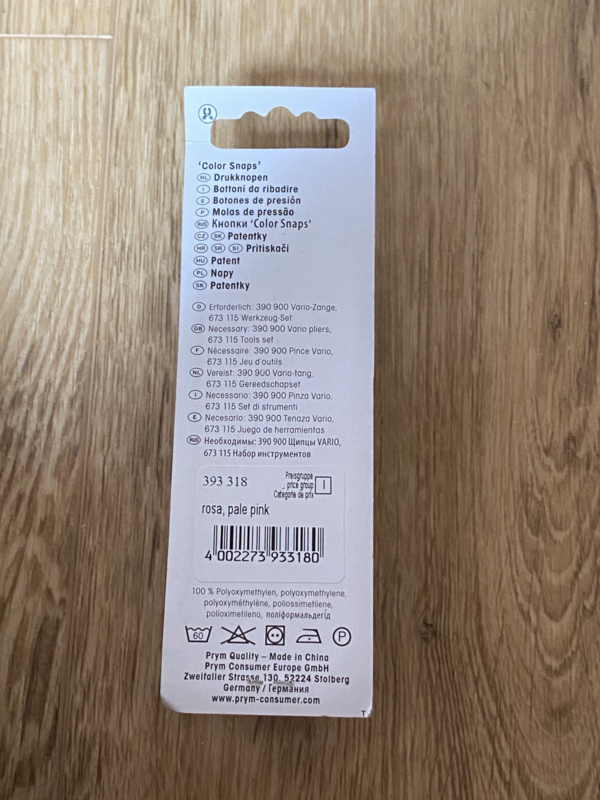 'Color Snaps'
NL Drukknopen
I Bottoni da ribadire
E Botones de presión
P Molas de pressão
RUS Кнопки 'Color Snaps'
CZ SK Patentky
HR SR SI Pritiskači
HU Patent
PL Napy
SK Patentky
D Erforderlich: 390 900 Vario-Zange,
673 115 Werkzeug-Set
GB Necessary: 390 900 Vario pliers,
673 115 Tools set
F Nécessaire: 390 900 Pince Vario,
673 115 Jeu d'outils
NL Vereist: 390 900 Vario-tang,
673 115 Gereedschapset
I Necessario: 390 900 Pinza Vario,
673 115 Set di strumenti
E Necesario: 390 900 Tenaza Vario,
673 115 Juego de herramientas
RUS Необходимы: 390 900 Щипцы VARIO,
673 115 Набор инструментов
393 318
Preisgruppe
price group
Catégorie de prix
I
rosa, pale pink
4 002273 933180
100 % Polyoxymethylen, polyoxymethylene,
polyoxyméthylène, poliossimetilene,
polioximetileno, поліформальдегід
60
P
Prym Quality – Made in China
Prym Consumer Europe GmbH
Zweifaller Strasse 130, 52224 Stolberg
Germany / Германия
www.prym-consumer.com
T